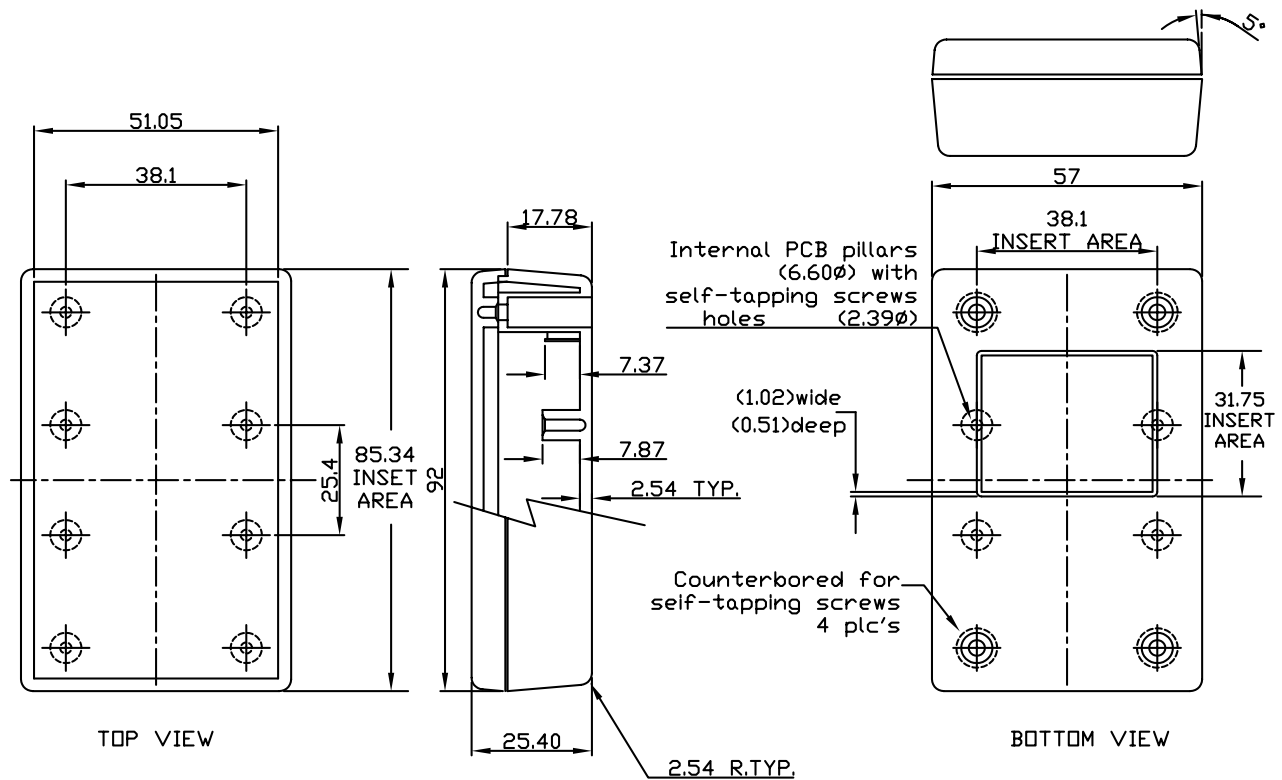 5°
51.05
38.1
17.78
57
38.1
INSERT AREA
Internal PCB pillars
(6.60Ø) with
self-tapping screws
holes (2.39Ø)
7.37
(1.02)wide
(0.51)deep
31.75
INSERT
AREA
25.4
85.34
INSET
AREA
92
7.87
2.54 TYP.
Counterbored for
seif-tapping screws
4 plc's
TOP VIEW
25.40
BOTTOM VIEW
2.54 R.TYP.